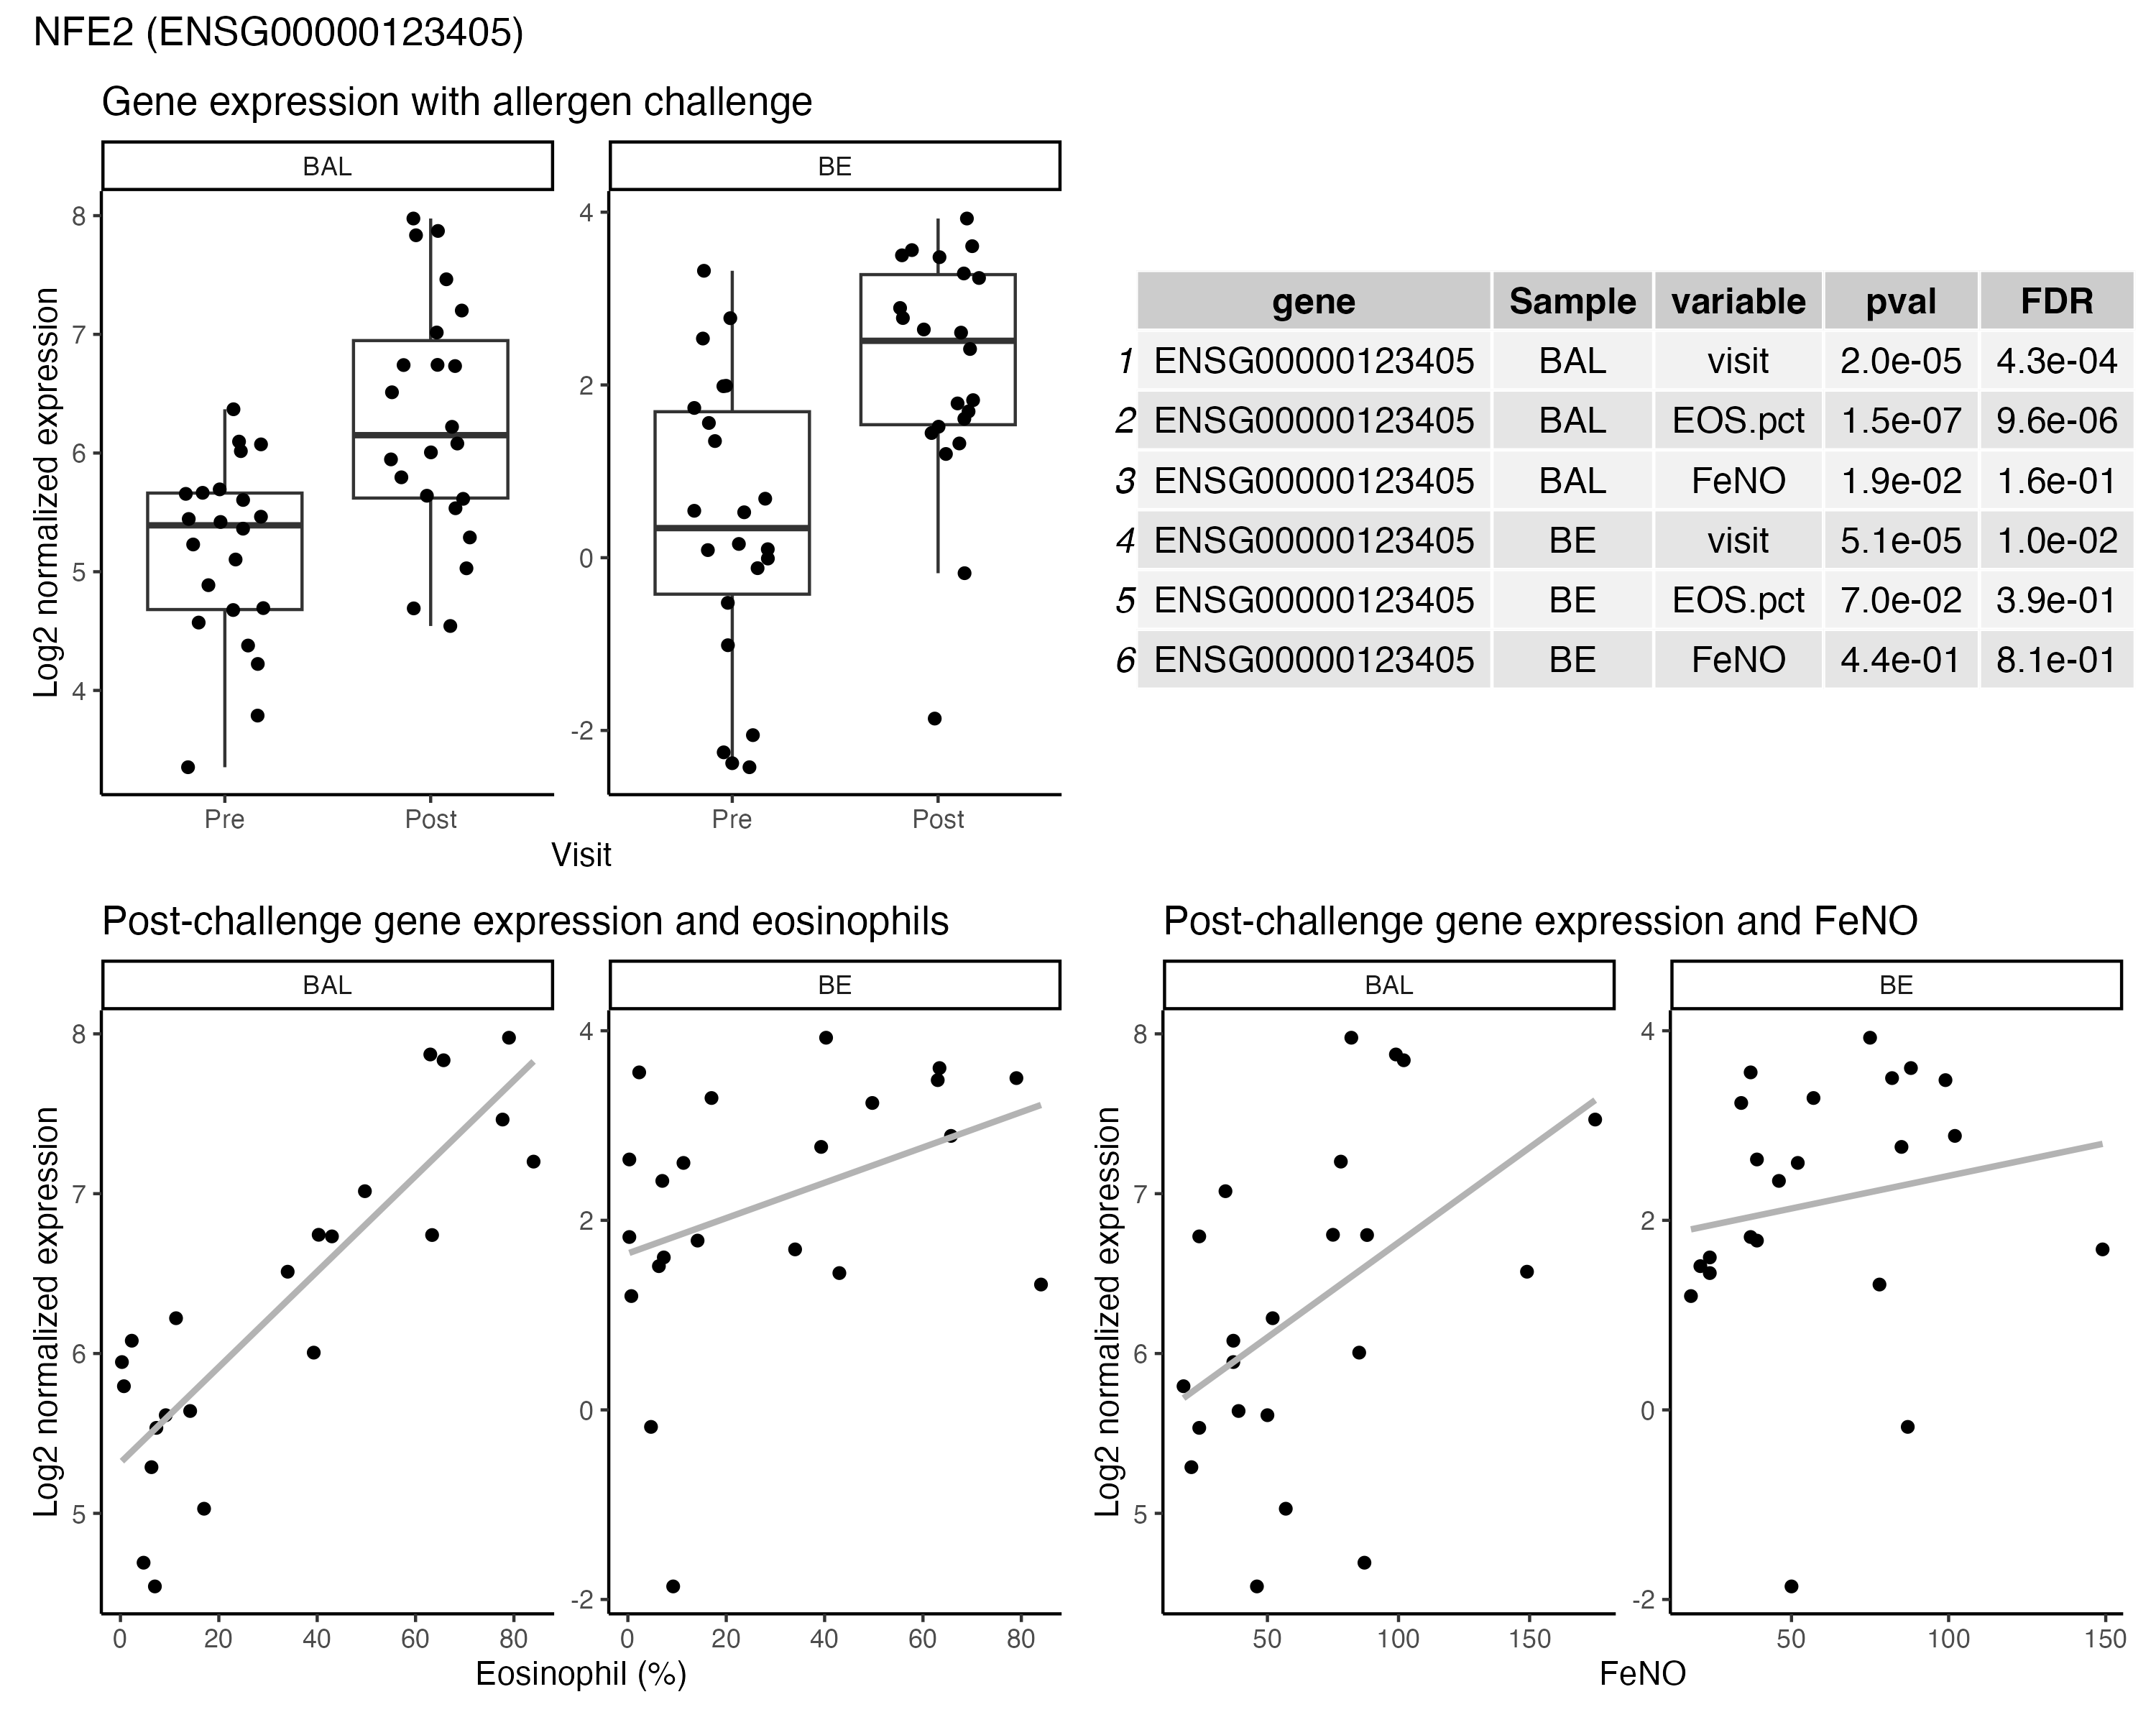 NFE2 (ENSG00000123405)
Gene expression with allergen challenge
BAL
BE
Log2 normalized expression
8
7
6
5
4
4
2
0
-2
Pre
Post
Pre
Post
Visit
gene Sample variable pval FDR
1 ENSG00000123405 BAL visit 2.0e-05 4.3e-04
2 ENSG00000123405 BAL EOS.pct 1.5e-07 9.6e-06
3 ENSG00000123405 BAL FeNO 1.9e-02 1.6e-01
4 ENSG00000123405 BE visit 5.1e-05 1.0e-02
5 ENSG00000123405 BE EOS.pct 7.0e-02 3.9e-01
6 ENSG00000123405 BE FeNO 4.4e-01 8.1e-01
Post-challenge gene expression and eosinophils
BAL
BE
Log2 normalized expression
8
7
6
5
4
2
0
-2
0 20 40 60 80
0 20 40 60 80
Eosinophil (%)
Post-challenge gene expression and FeNO
BAL
BE
Log2 normalized expression
8
7
6
5
4
2
0
-2
50 100 150
50 100 150
FeNO